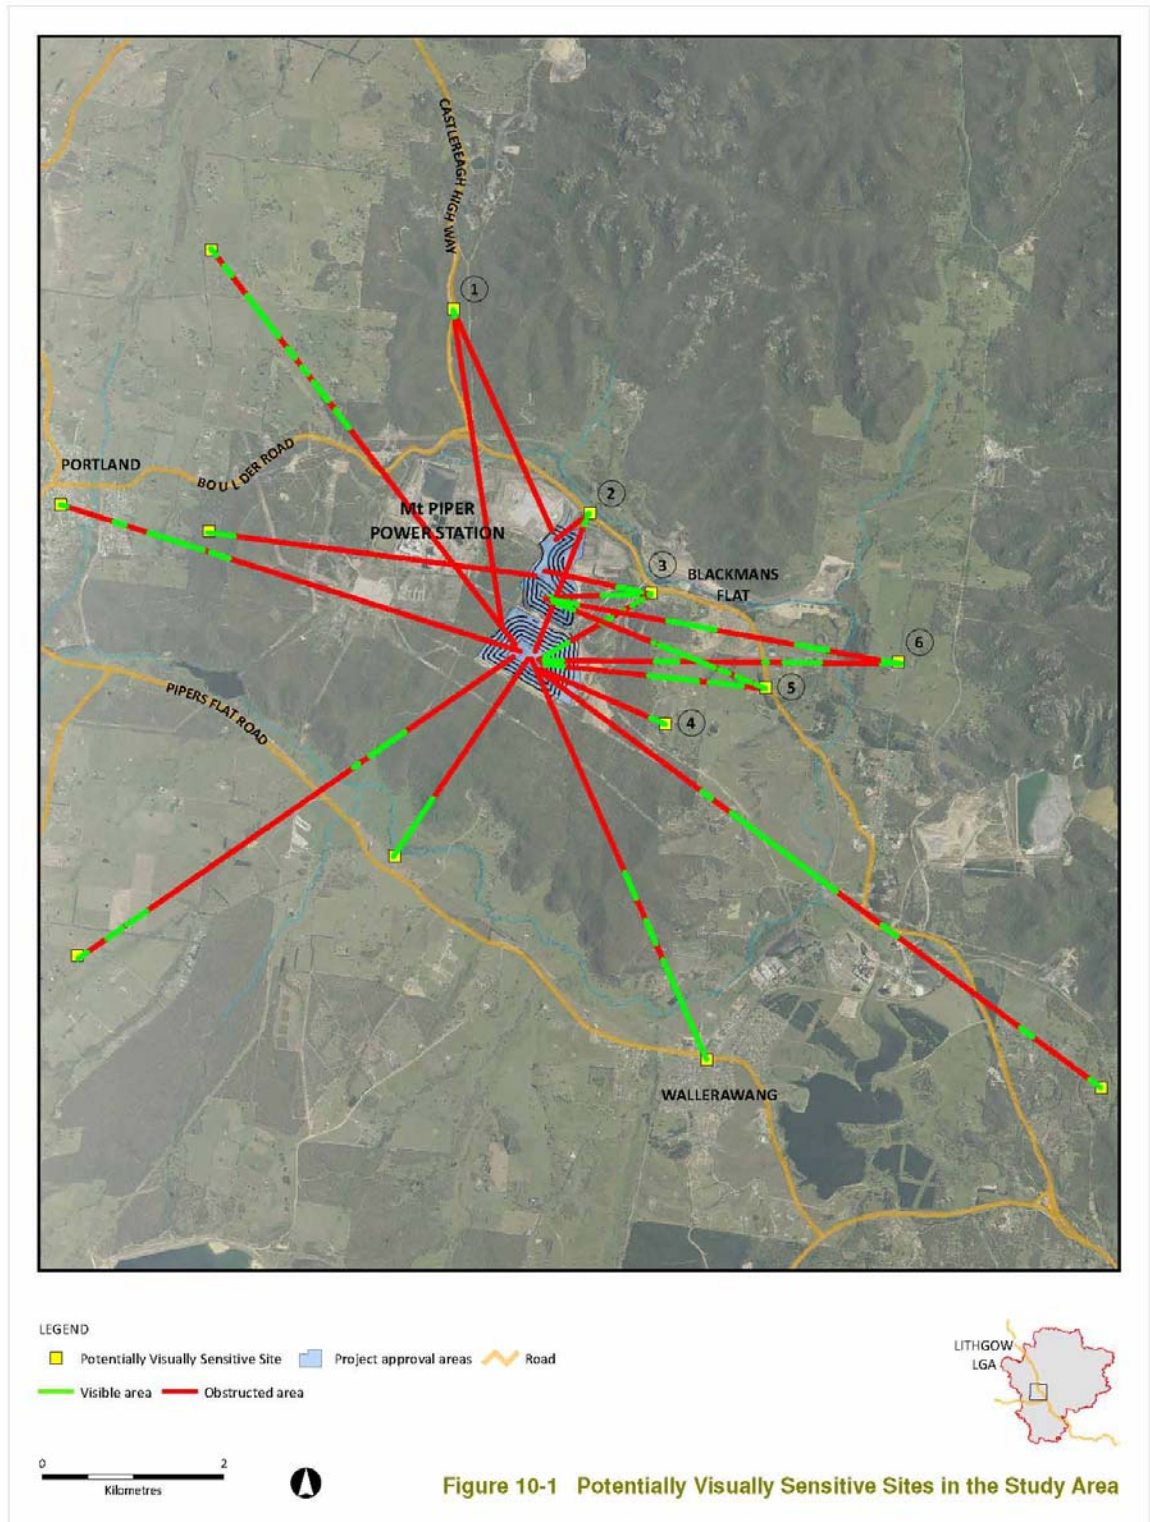 CASTLEREAGH HIGH WAY
1
BOULDER ROAD
PORTLAND
Mt PIPER
POWER STATION
2
3
BLACKMANS
FLAT
6
5
4
PIPERS FLAT ROAD
WALLERAWANG
LEGEND
Potentially Visually Sensitive Site
Project approval areas
Road
Visible area
Obstructed area
LITHGOW
LGA
0
2
Kilometres
Figure 10-1 Potentially Visually Sensitive Sites in the Study Area